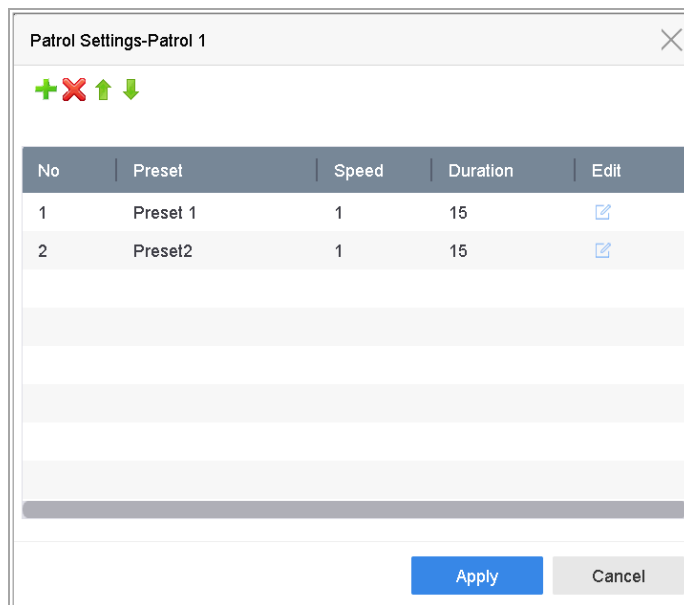 Patrol Settings-Patrol 1
No Preset Speed Duration Edit
1 Preset 1 1 15
2 Preset2 1 15
Apply Cancel